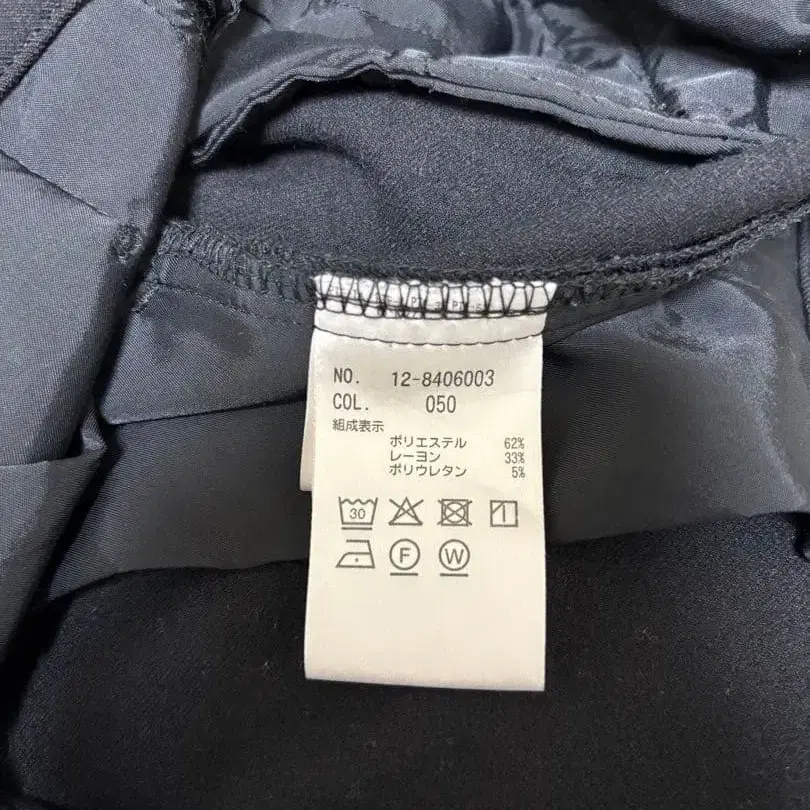 NO. 12-8406003
COL. 050
組成表示
ポリエステル 62%
レーヨン 33%
ポリウレタン 5%
30
F W